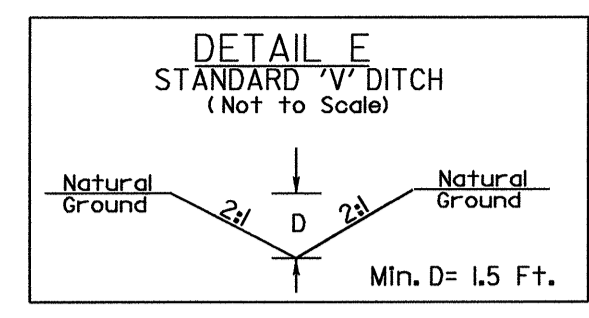 DETAIL E
STANDARD 'V' DITCH
(Not to Scale)
Natural
Ground
2:1
D
2:1
Natural
Ground
Min. D= 1.5 Ft.